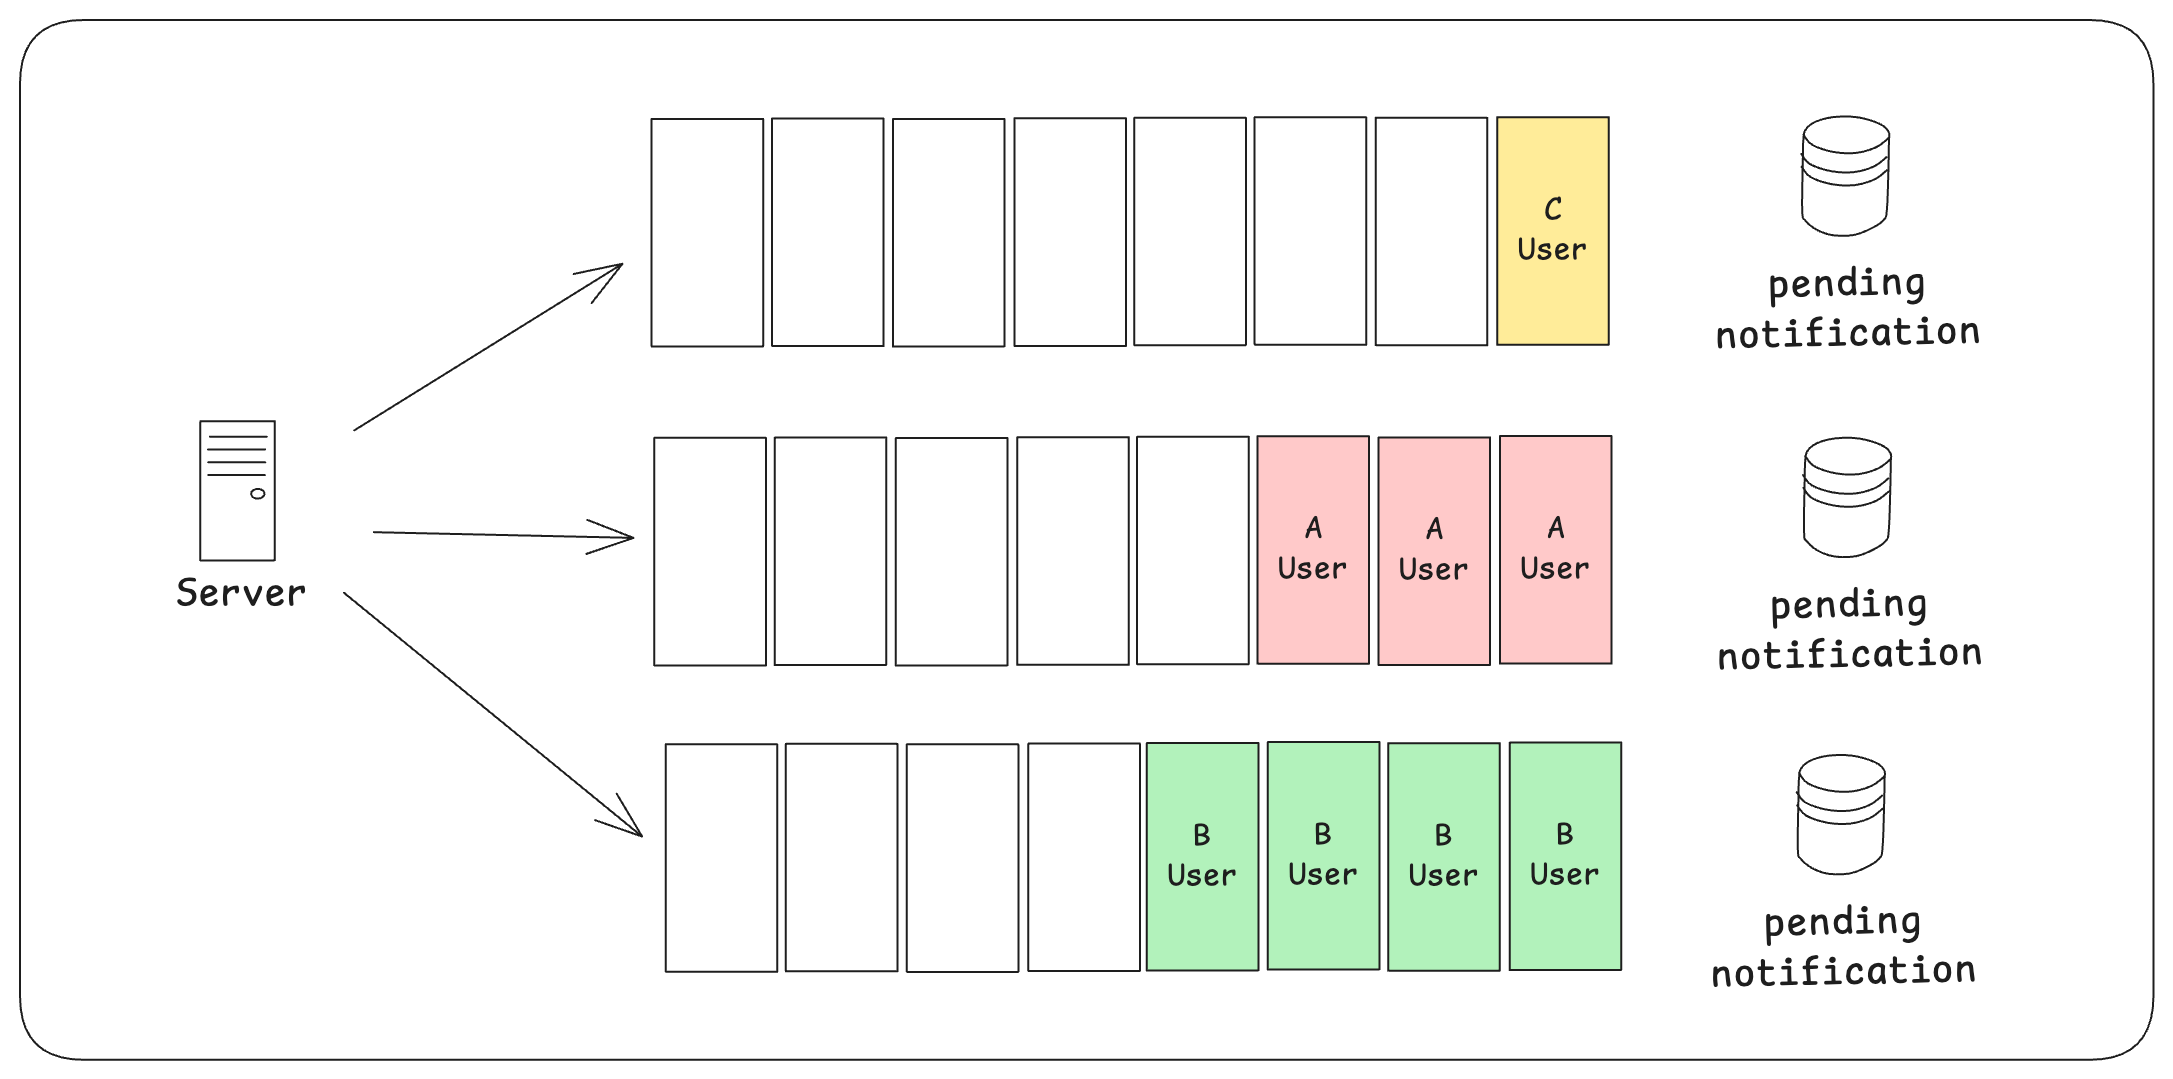 C
User
pending
notification
Server
A
User
A
User
A
User
pending
notification
B
User
B
User
B
User
B
User
pending
notification